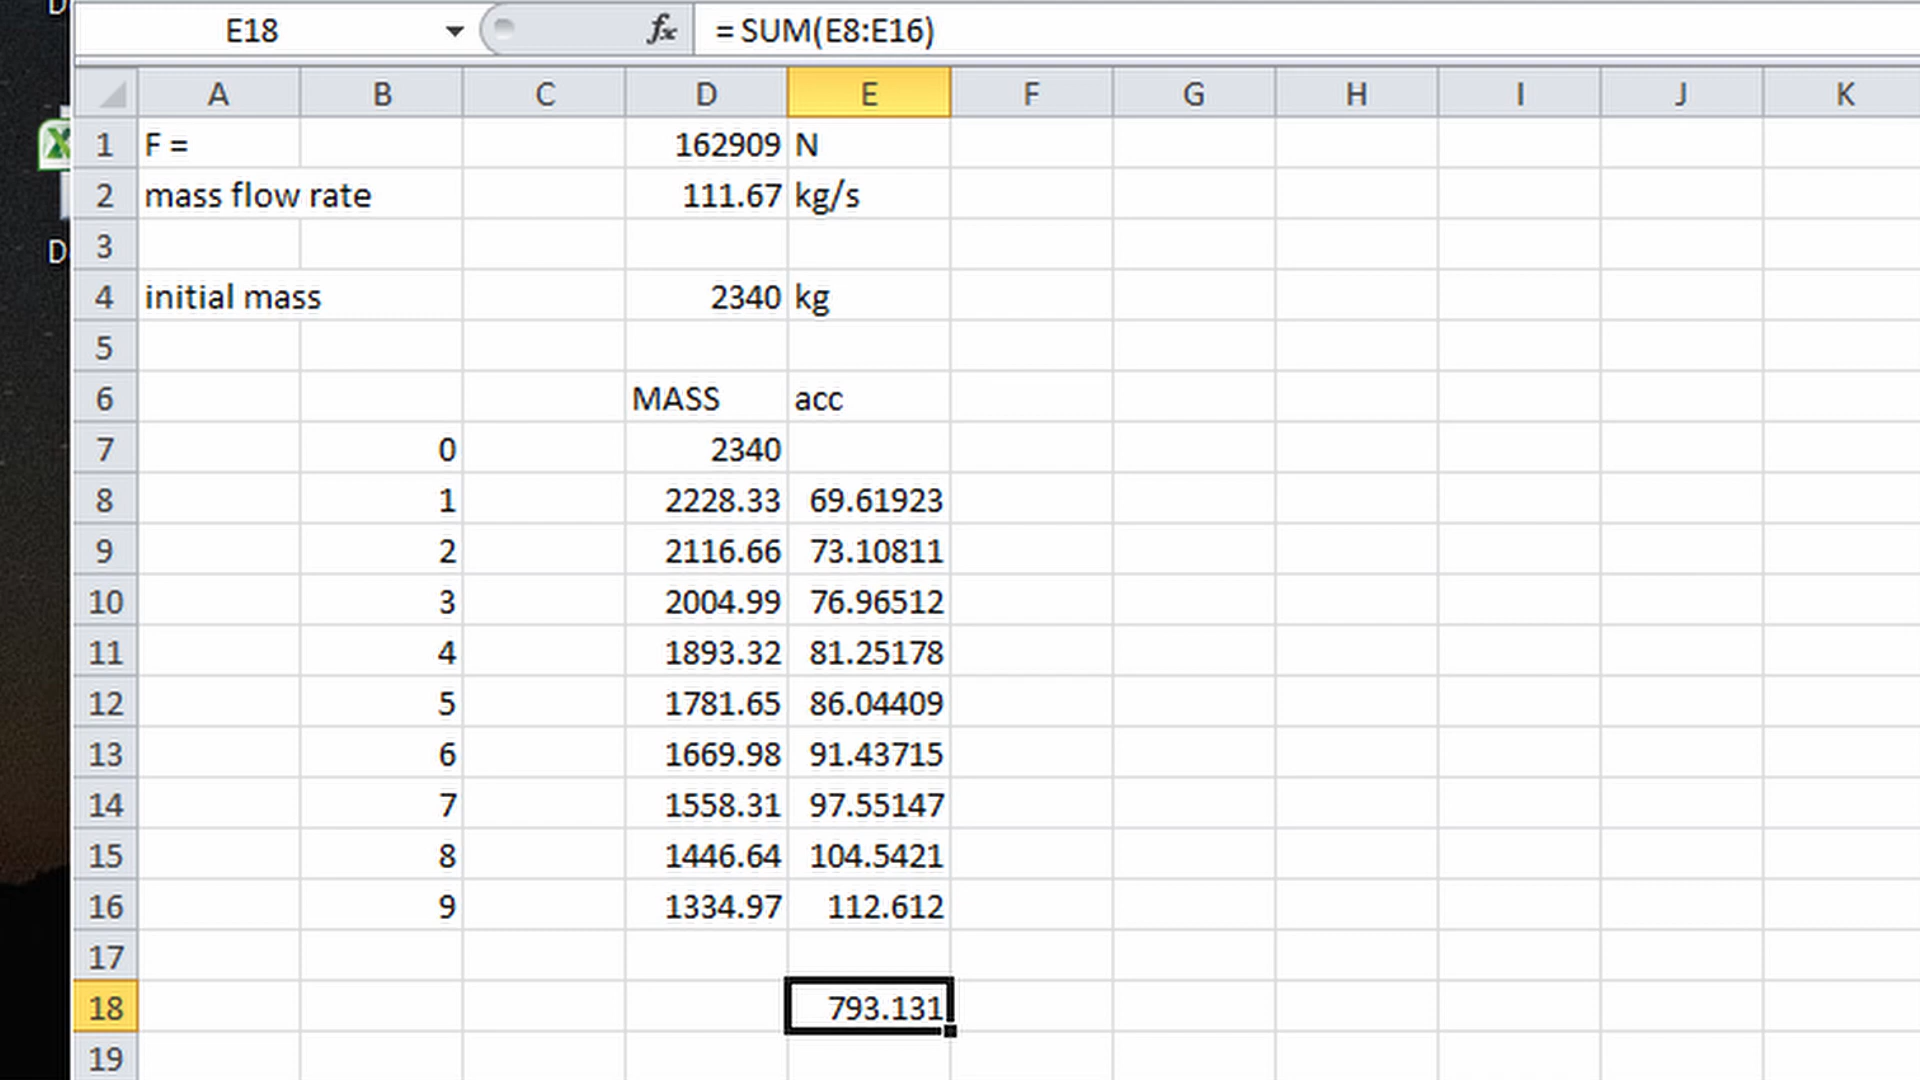 D
E18 fx = SUM(E8:E16)
A B C D E F G H I J K
1 F = 162909 N
2 mass flow rate 111.67 kg/s
3
D
4 initial mass 2340 kg
5
6 MASS acc
7 0 2340
8 1 2228.33 69.61923
9 2 2116.66 73.10811
10 3 2004.99 76.96512
11 4 1893.32 81.25178
12 5 1781.65 86.04409
13 6 1669.98 91.43715
14 7 1558.31 97.55147
15 8 1446.64 104.5421
16 9 1334.97 112.612
17
18 793.131
19